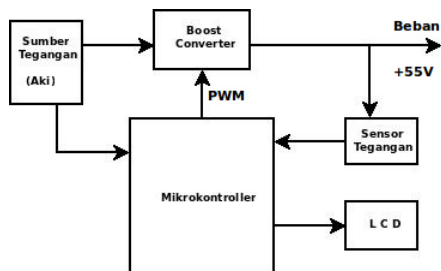 Sumber
Tegangan
(Aki)
Boost
Converter
Beban
+55V
PWM
Sensor
Tegangan
Mikrokontroller
L C D